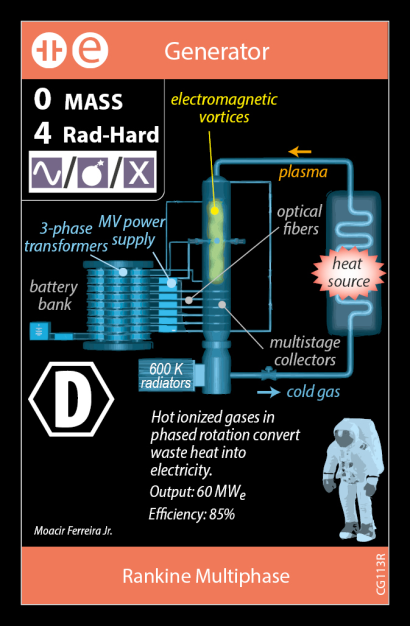 e
Generator
0 MASS
4 Rad-Hard
/ / X
electromagnetic
vortices
plasma
3-phase
transformers
MV power
supply
optical
fibers
heat
source
battery
bank
multistage
collectors
600 K
radiators
cold gas
D
Hot ionized gases in
phased rotation convert
waste heat into
electricity.
Output: 60 MWe
Efficiency: 85%
Moacir Ferreira Jr.
CG113R
Rankine Multiphase